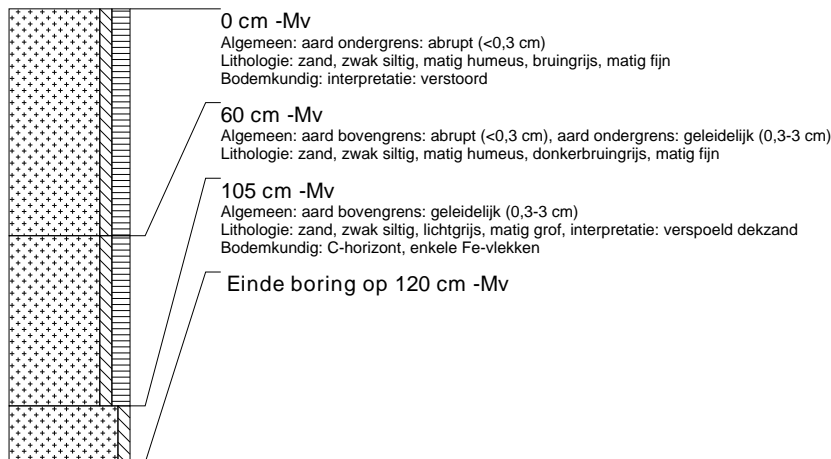 0 cm -Mv
Algemeen: aard ondergrens: abrupt (<0,3 cm)
Lithologie: zand, zwak siltig, matig humeus, bruingrijs, matig fijn
Bodemkundig: interpretatie: verstoord
60 cm -Mv
Algemeen: aard bovengrens: abrupt (<0,3 cm), aard ondergrens: geleidelijk (0,3-3 cm)
Lithologie: zand, zwak siltig, matig humeus, donkerbruingrijs, matig fijn
105 cm -Mv
Algemeen: aard bovengrens: geleidelijk (0,3-3 cm)
Lithologie: zand, zwak siltig, lichtgrijs, matig grof, interpretatie: verspoeld dekzand
Bodemkundig: C-horizont, enkele Fe-vlekken
Einde boring op 120 cm -Mv